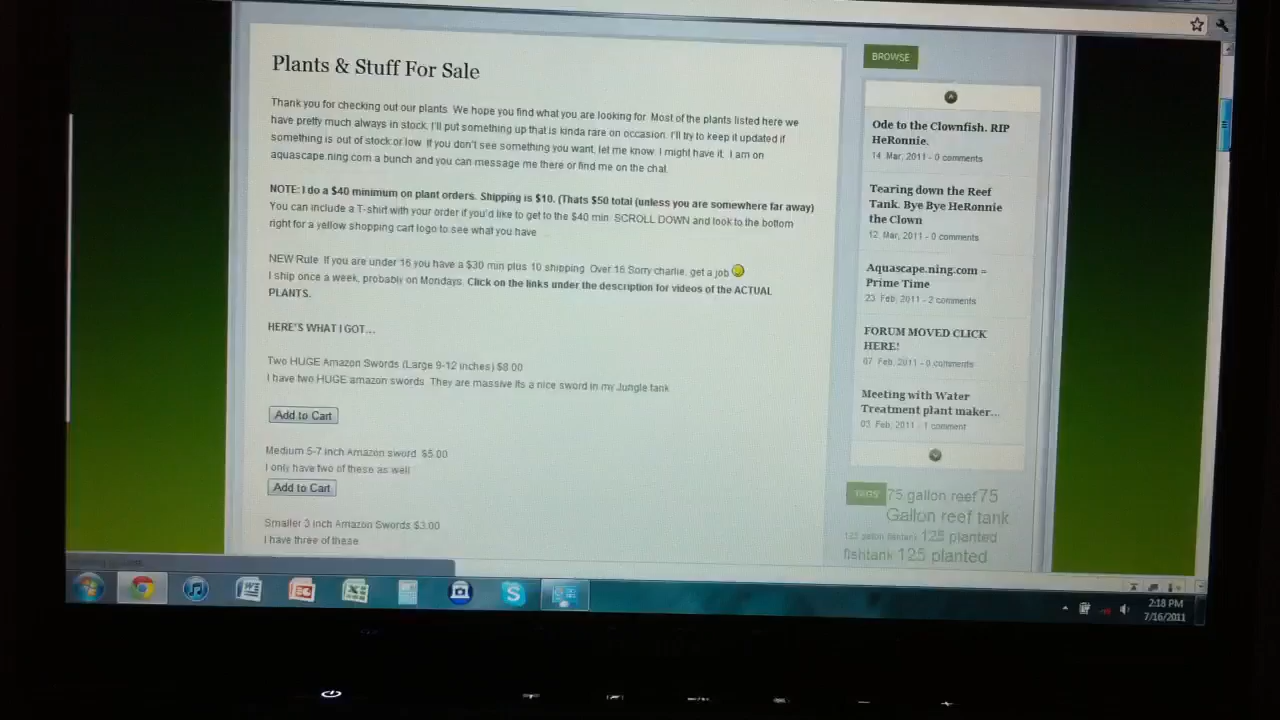 Plants & Stuff For Sale
Thank you for checking out our plants. We hope you find what you are looking for. Most of the plants listed here we
have pretty much always in stock, I'll put something up that is kinda rare on occasion. I'll try to keep it updated if
something is out of stock or low. If you don't see something you want, let me know. I might have it. I am on
aquascape.ning.com a bunch and you can message me there or find me on the chat.
NOTE: I do a $40 minimum on plant orders. Shipping is $10. (Thats $50 total (unless you are somewhere far away)
You can include a T-shirt with your order if you'd like to get to the $40 min. SCROLL DOWN and look to the bottom
right for a yellow shopping cart logo to see what you have
NEW Rule. If you are under 16 you have a $30 min plus 10 shipping. Over 16 Sorry charlie, get a job
I ship once a week, probably on Mondays. Click on the links under the description for videos of the ACTUAL
PLANTS.
HERE'S WHAT I GOT...
Two HUGE Amazon Swords (Large 9-12 inches) $8.00
I have two HUGE amazon swords. They are massive its a nice sword in my Jungle tank
Add to Cart
Medium 5-7 inch Amazon sword. $5.00
I only have two of these as well
Add to Cart
Smaller 3 inch Amazon Swords $3.00
I have three of these
BROWSE
Ode to the Clownfish. RIP
HeRonnie.
14. Mar, 2011 - 0 comments
Tearing down the Reef
Tank. Bye Bye HeRonnie
the Clown
12. Mar, 2011 - 0 comments
Aquascape.ning.com =
Prime Time
23. Feb, 2011 - 2 comments
FORUM MOVED CLICK
HERE!
07. Feb, 2011 - 0 comments
Meeting with Water
Treatment plant maker...
03. Feb, 2011 - 1 comment
TAGS 75 gallon reef 75
Gallon reef tank
125 gallon fishtank 125 planted
fishtank 125 planted
2:18 PM
7/16/2011